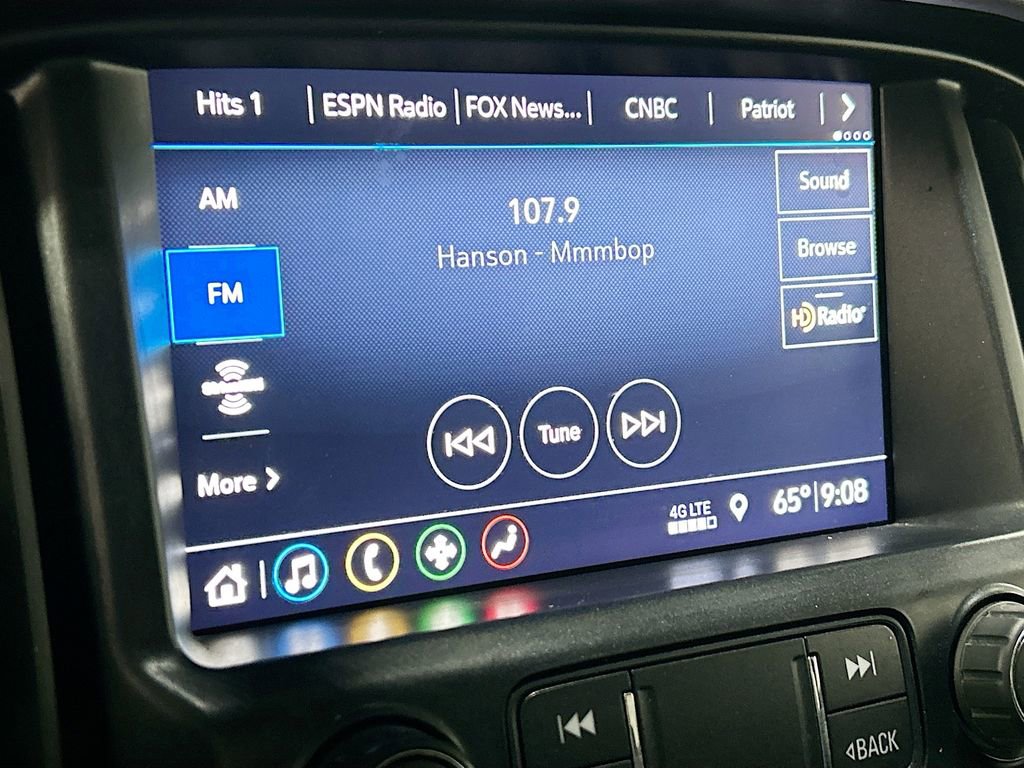 Hits 1 ESPN Radio FOX News... CNBC Patriot
AM
107.9
Sound
Hanson - Mmmbop
Browse
FM
HD Radio®
Tune
More
4G LTE
65° 9:08
BACK